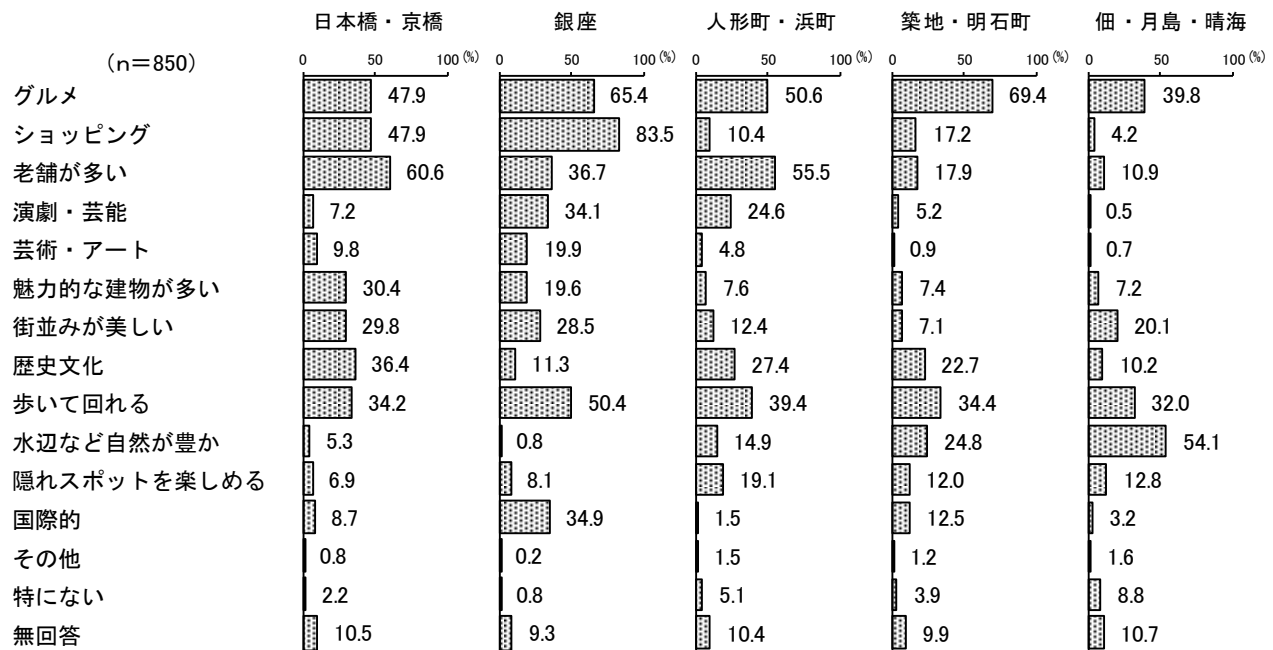 日本橋・京橋 銀座 人形町・浜町 築地・明石町 佃・月島・晴海
(n=850) 0 50 100(%) 0 50 100(%) 0 50 100(%) 0 50 100(%) 0 50 100(%)
グルメ 47.9 65.4 50.6 69.4 39.8
ショッピング 47.9 83.5 10.4 17.2 4.2
老舗が多い 60.6 36.7 55.5 17.9 10.9
演劇・芸能 7.2 34.1 24.6 5.2 0.5
芸術・アート 9.8 19.9 4.8 0.9 0.7
魅力的な建物が多い 30.4 19.6 7.6 7.4 7.2
街並みが美しい 29.8 28.5 12.4 7.1 20.1
歴史文化 36.4 11.3 27.4 22.7 10.2
歩いて回れる 34.2 50.4 39.4 34.4 32.0
水辺など自然が豊か 5.3 0.8 14.9 24.8 54.1
隠れスポットを楽しめる 6.9 8.1 19.1 12.0 12.8
国際的 8.7 34.9 1.5 12.5 3.2
その他 0.8 0.2 1.5 1.2 1.6
特にない 2.2 0.8 5.1 3.9 8.8
無回答 10.5 9.3 10.4 9.9 10.7